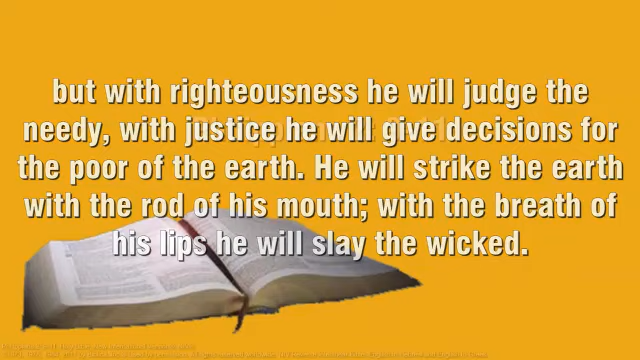 but with righteousness he will judge the
needy, with justice he will give decisions for
the poor of the earth. He will strike the earth
with the rod of his mouth; with the breath of
his lips he will slay the wicked.